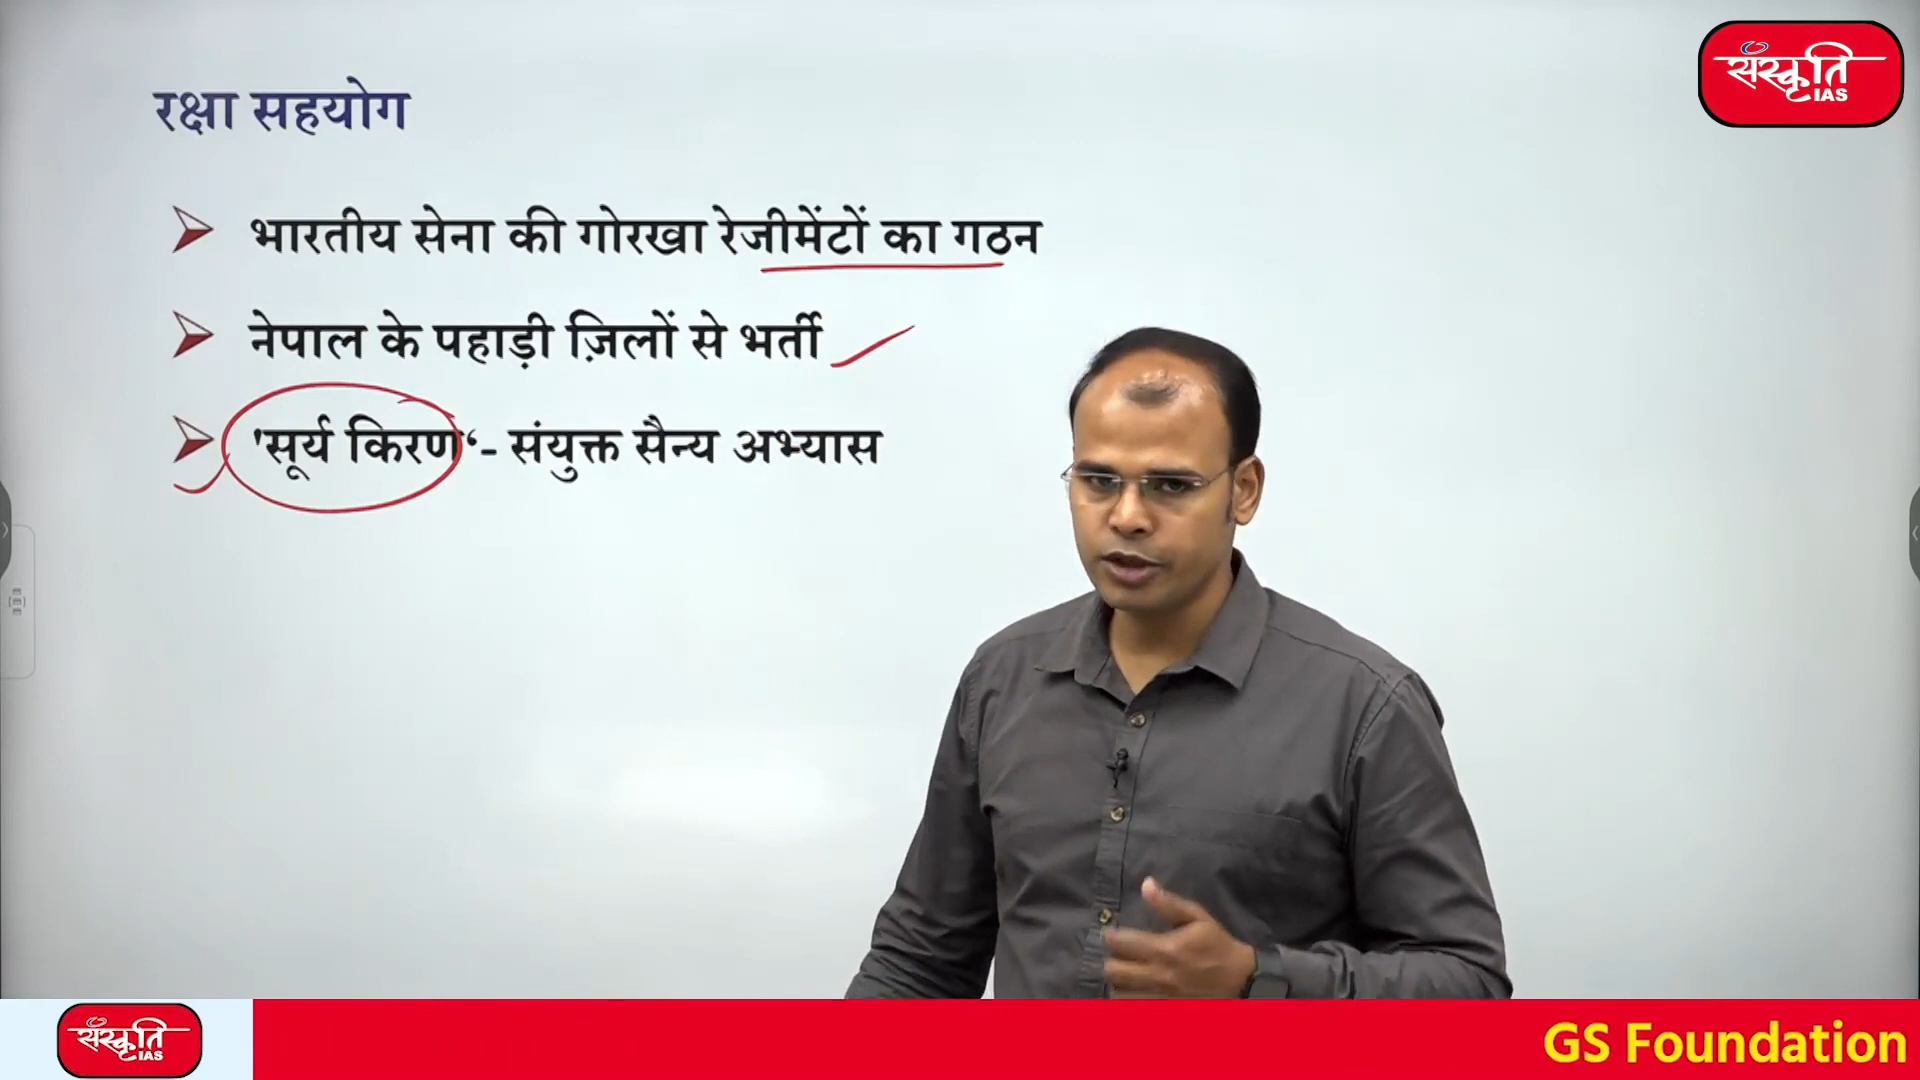 संस्कृति
IAS
रक्षा सहयोग
भारतीय सेना की गोरखा रेजीमेंटों का गठन
नेपाल के पहाड़ी ज़िलों से भर्ती
'सूर्य किरण‘- संयुक्त सैन्य अभ्यास
संस्कृति
IAS
GS Foundation